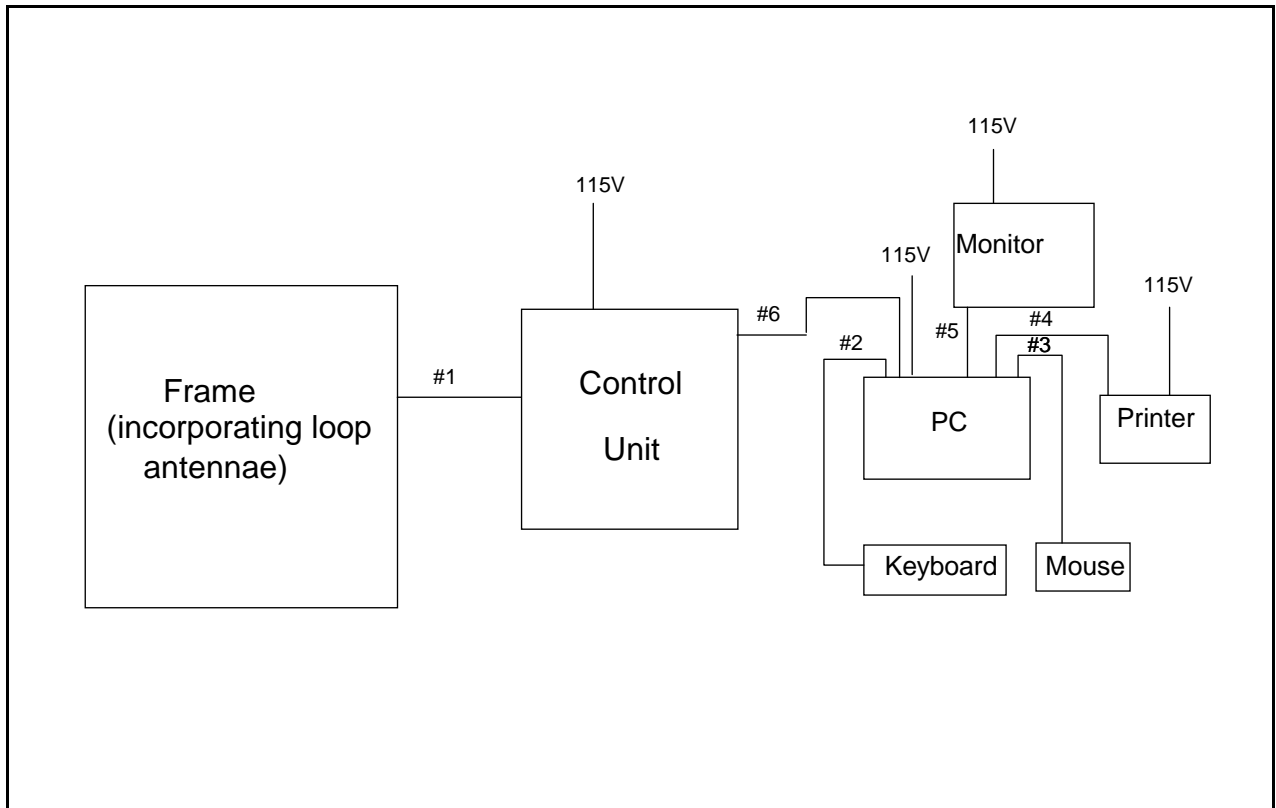 115V
115V
Monitor
115V
115V
#6
#5
#4
#2
#3
Frame
(incorporating loop
antennae)
#1
Control
Unit
PC
Printer
Keyboard
Mouse